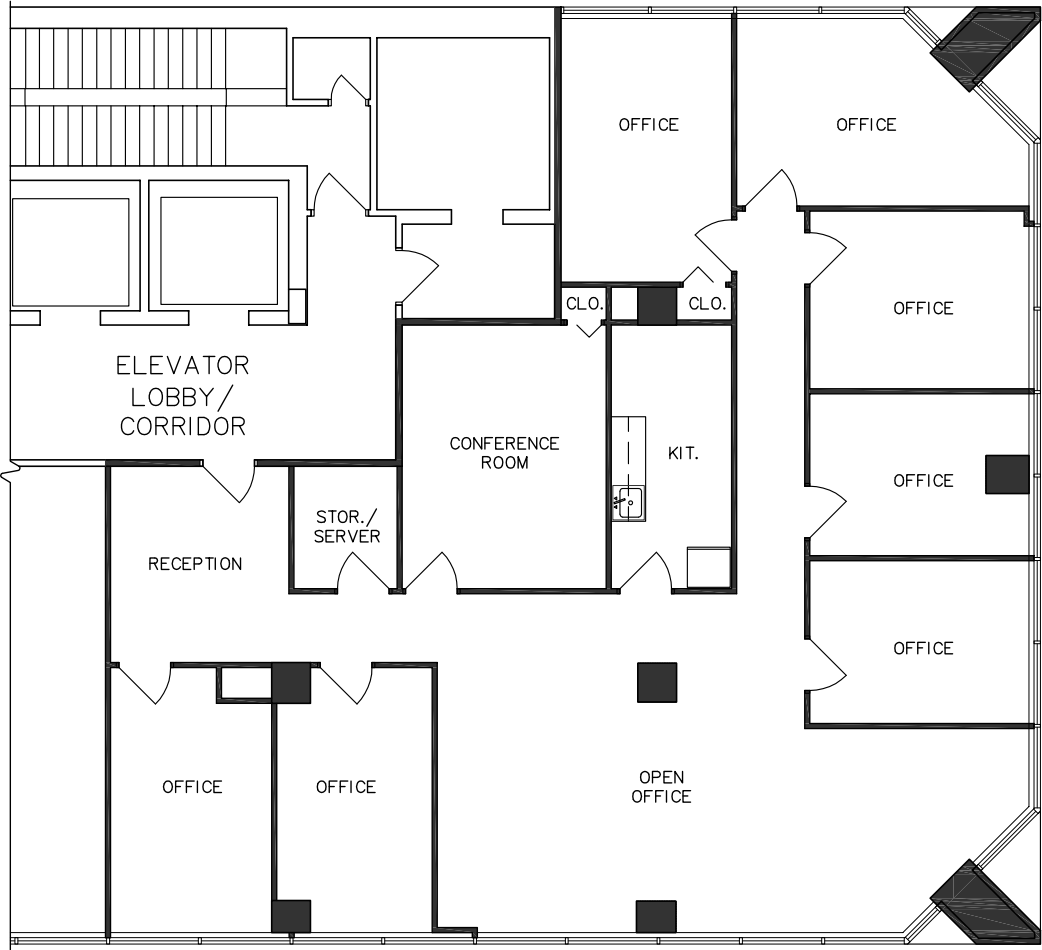 OFFICE
OFFICE
CLO.
CLO.
OFFICE
ELEVATOR
LOBBY/
CORRIDOR
CONFERENCE
ROOM
KIT.
OFFICE
STOR./
SERVER
RECEPTION
OFFICE
OFFICE
OFFICE
OPEN
OFFICE